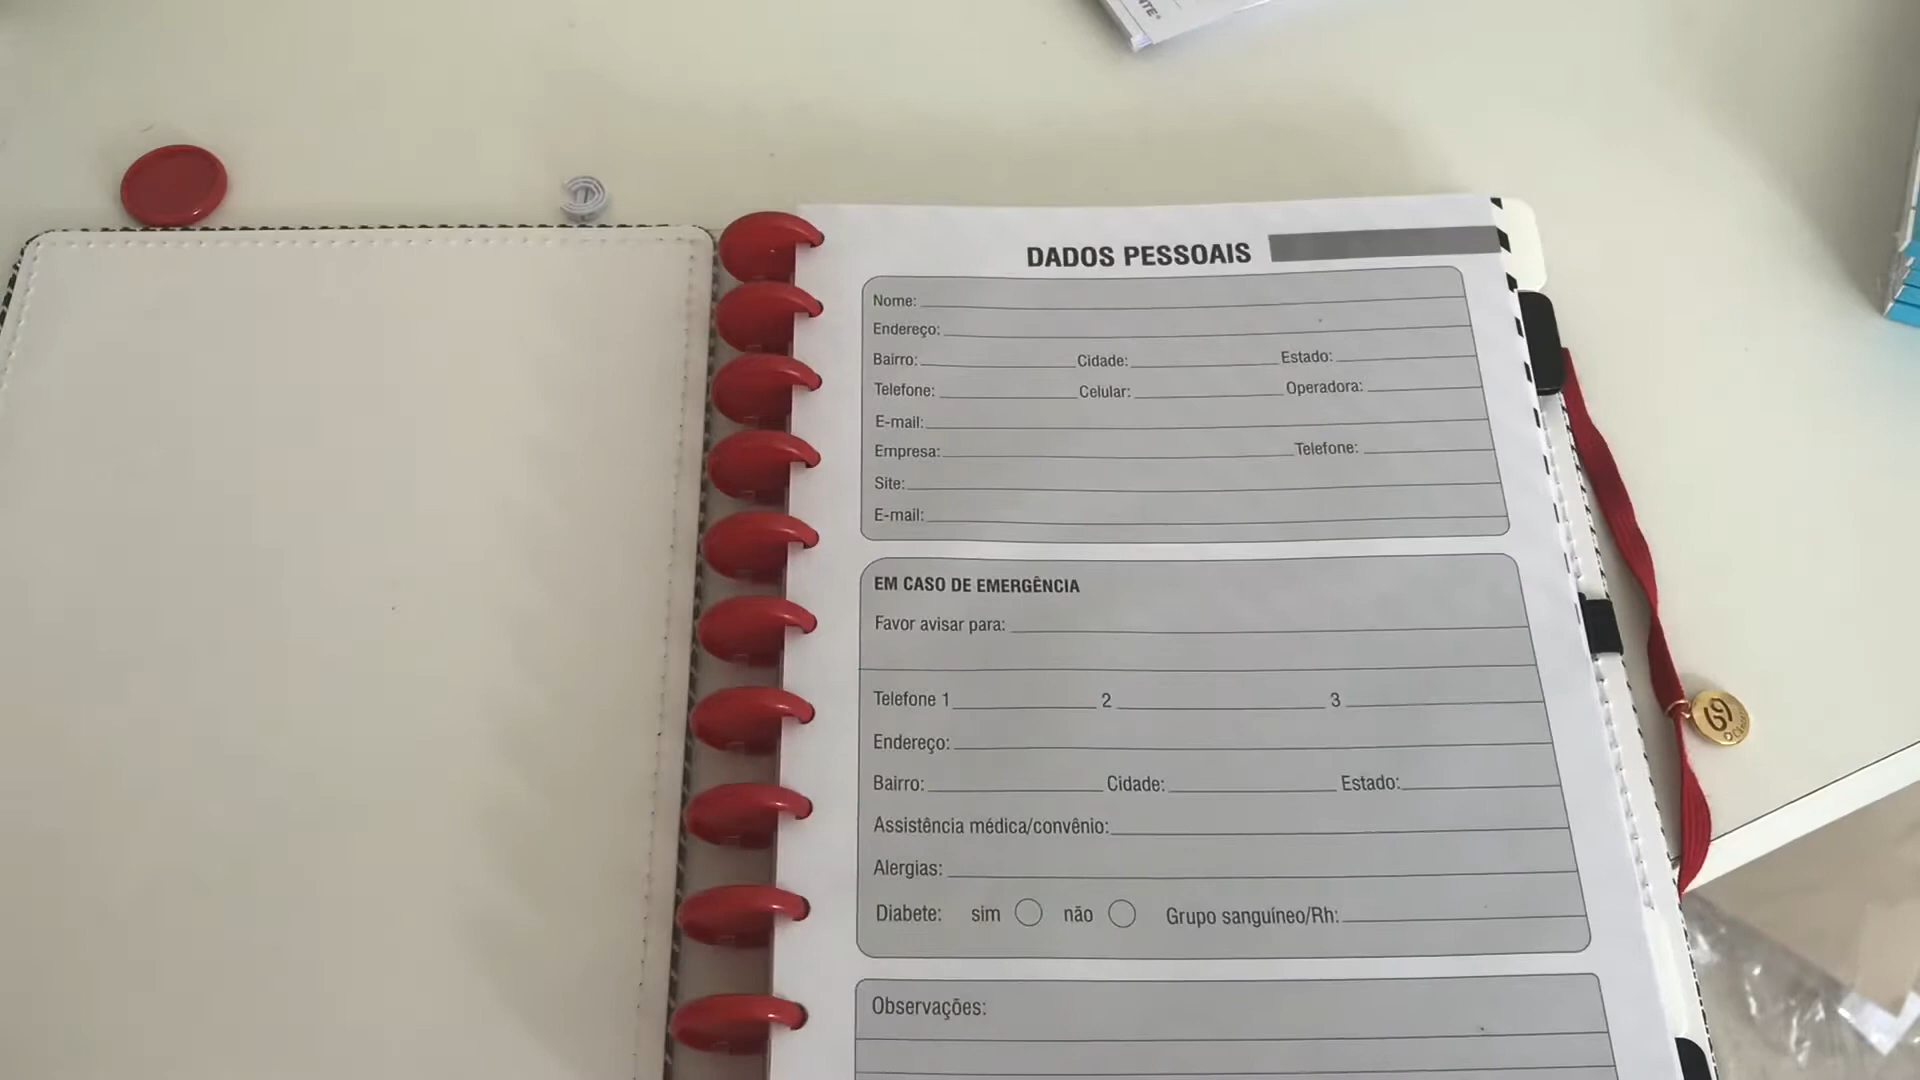 NTE®
DADOS PESSOAIS
Nome:
Endereço:
Bairro: Cidade: Estado:
Telefone: Celular: Operadora:
E-mail:
Empresa: Telefone:
Site:
E-mail:
EM CASO DE EMERGÊNCIA
Favor avisar para:
Telefone 1 2 3
Endereço:
Bairro: Cidade: Estado:
Assistência médica/convênio:
Alergias:
Diabete: sim não Grupo sanguíneo/Rh:
Observações: